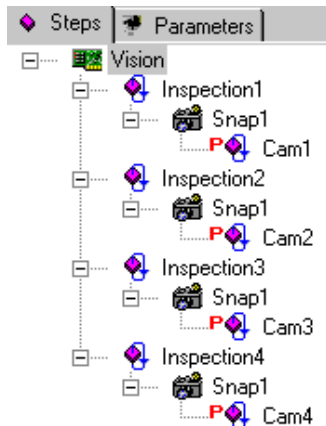 Steps Parameters
Vision
Inspection1
Snap1
P Cam1
Inspection2
Snap1
P Cam2
Inspection3
Snap1
P Cam3
Inspection4
Snap1
P Cam4